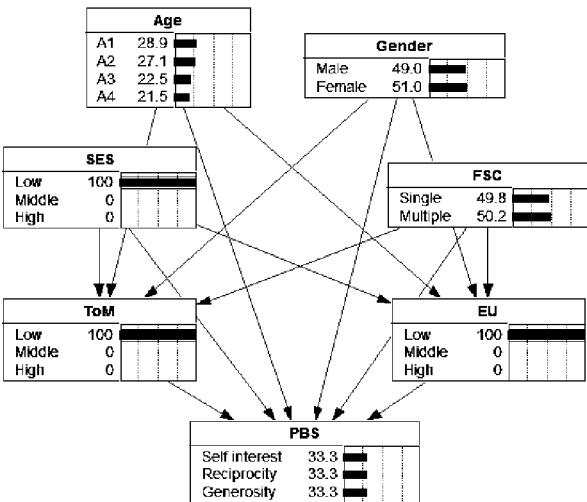 Age
A1 28.9
A2 27.1
A3 22.5
A4 21.5
Gender
Male 49.0
Female 51.0
SES
Low 100
Middle 0
High 0
FSC
Single 49.8
Multiple 50.2
ToM
Low 100
Middle 0
High 0
EU
Low 100
Middle 0
High 0
PBS
Self interest 33.3
Reciprocity 33.3
Generosity 33.3